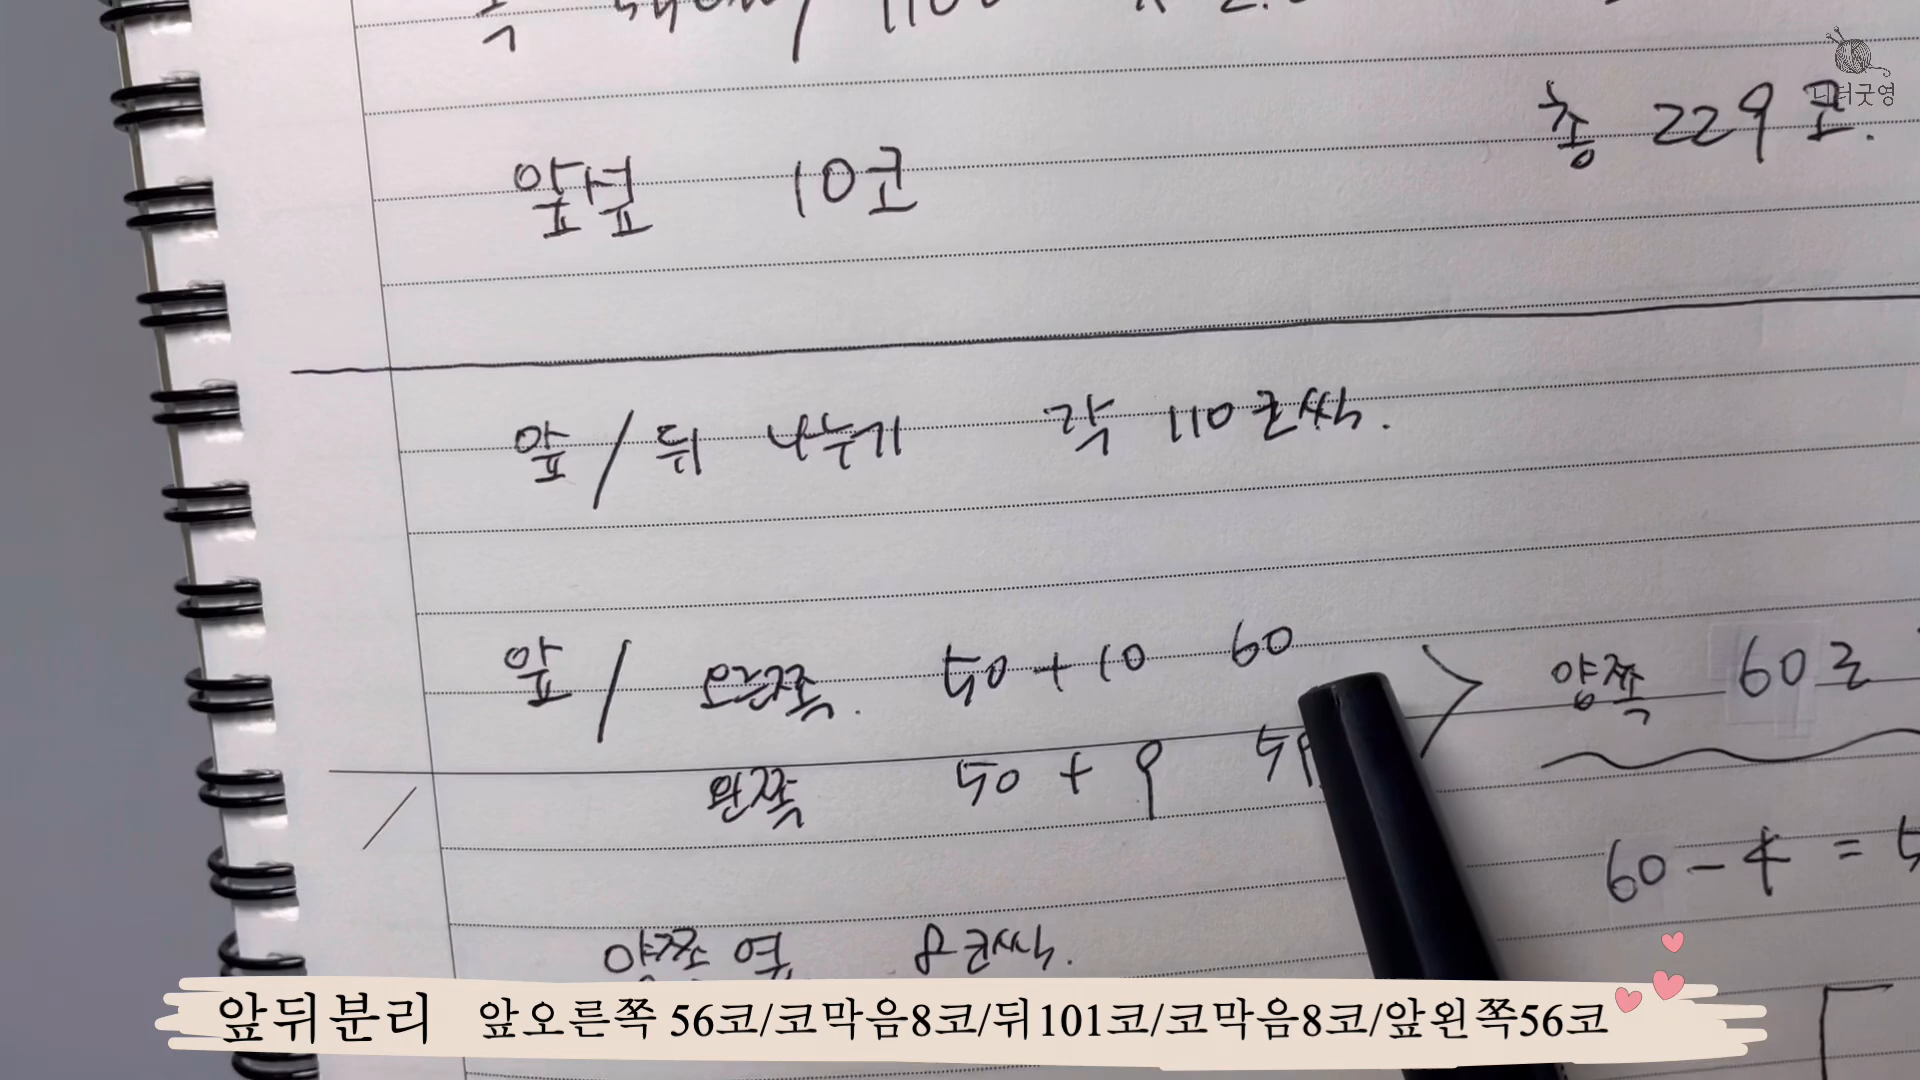 총 229코.
니터굿영
앞섶 10코
앞/뒤 나누기 각 110코씩.
앞/ 오른쪽. 50+10 60
양쪽 60코
왼쪽 50+9 59
60-4=5
양쪽 옆 8코씩.
앞뒤분리 앞오른쪽 56코/코막음8코/뒤101코/코막음8코/앞왼쪽56코